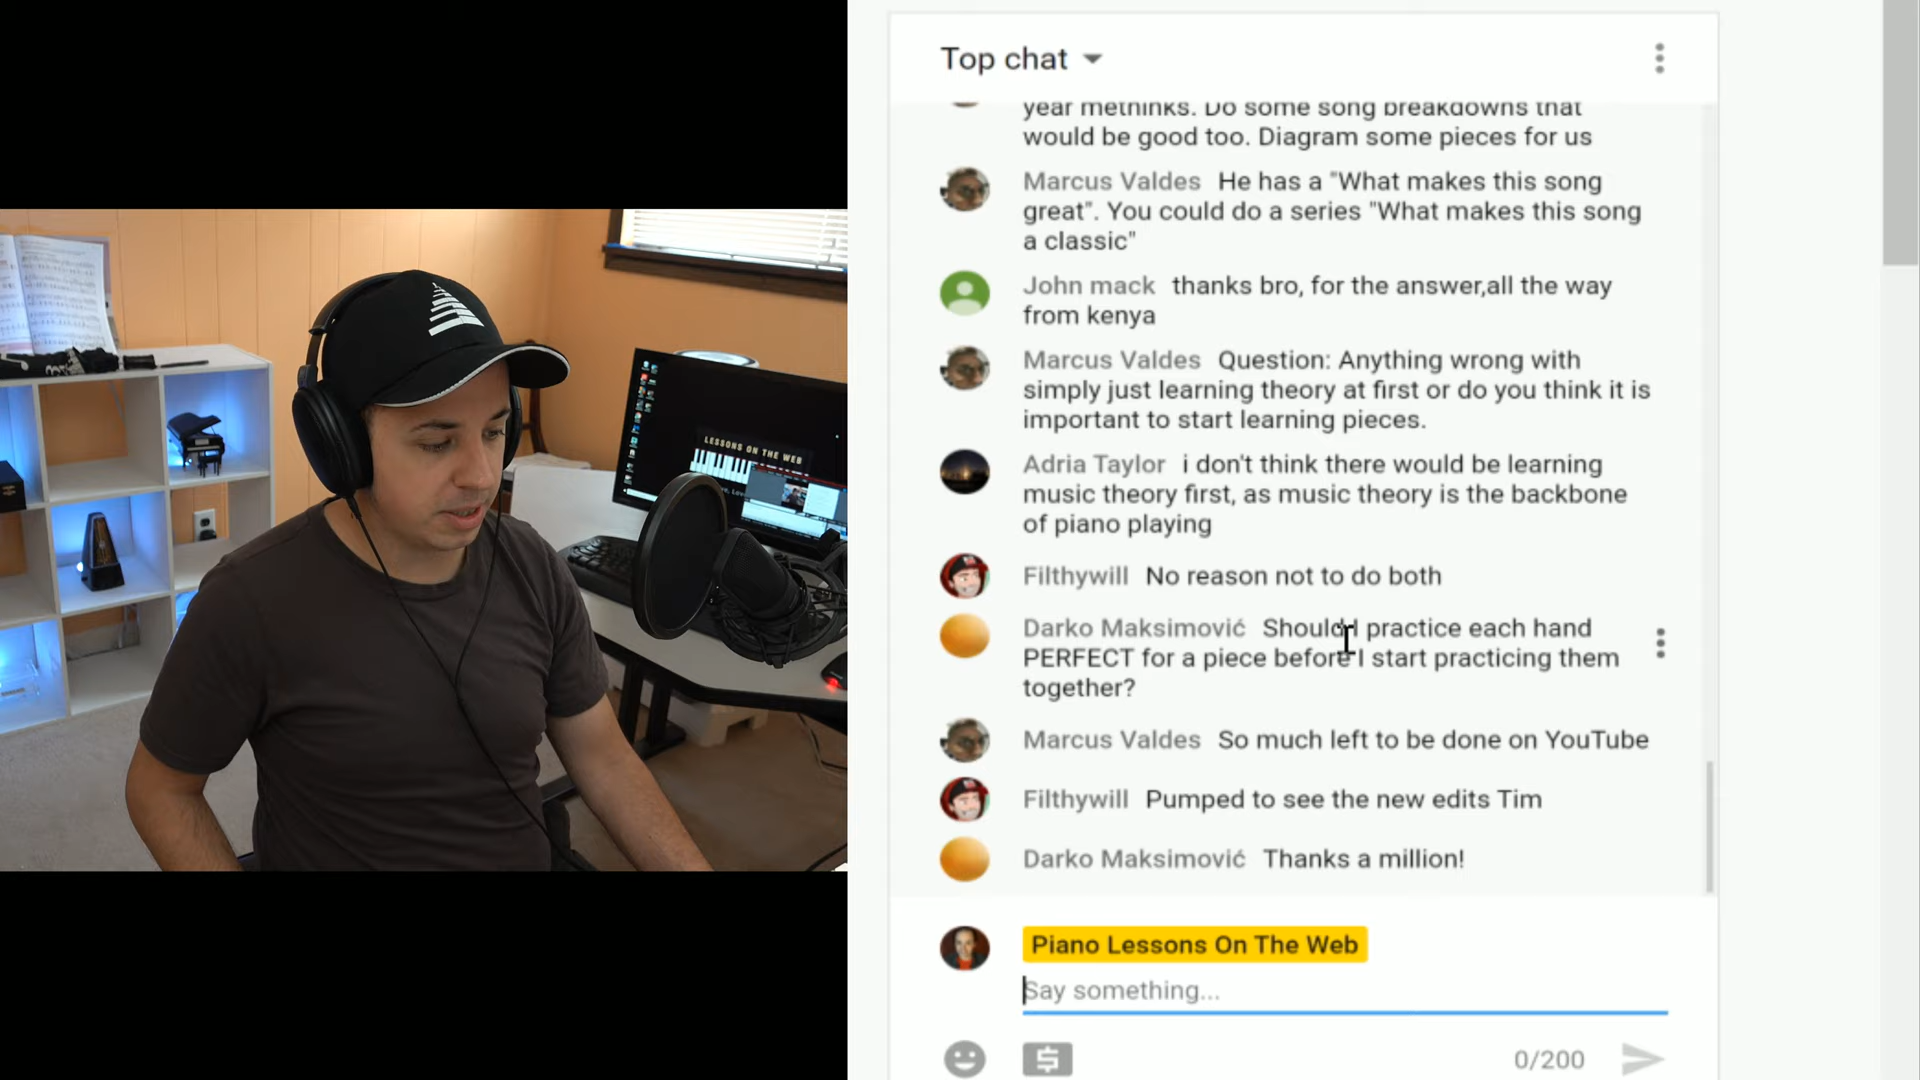 Top chat
year methinks. Do some song breakdowns that
would be good too. Diagram some pieces for us
Marcus Valdes He has a "What makes this song
great". You could do a series "What makes this song
a classic"
John mack thanks bro, for the answer,all the way
from kenya
Marcus Valdes Question: Anything wrong with
simply just learning theory at first or do you think it is
important to start learning pieces.
Adria Taylor i don't think there would be learning
music theory first, as music theory is the backbone
of piano playing
Filthywill No reason not to do both
Darko Maksimović Should I practice each hand
PERFECT for a piece before I start practicing them
together?
Marcus Valdes So much left to be done on YouTube
Filthywill Pumped to see the new edits Tim
Darko Maksimović Thanks a million!
Piano Lessons On The Web
Say something...
0/200
LESSONS ON THE WEB